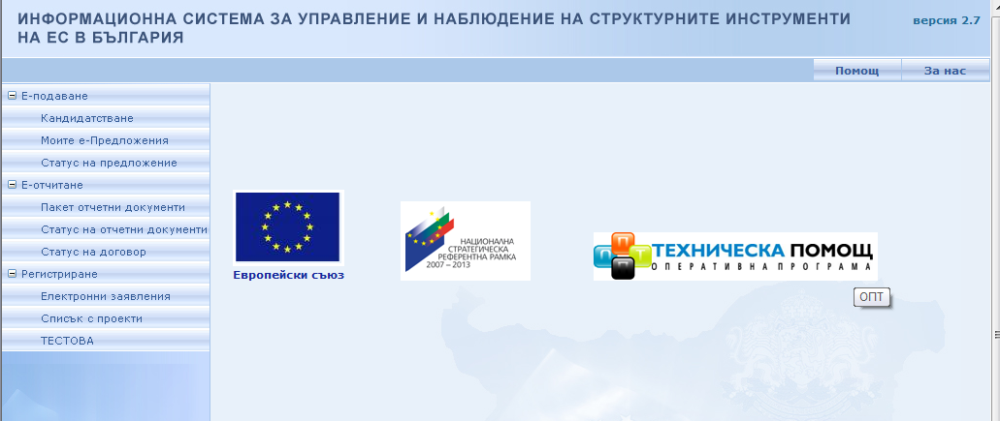 ИНФОРМАЦИОННА СИСТЕМА ЗА УПРАВЛЕНИЕ И НАБЛЮДЕНИЕ НА СТРУКТУРНИТЕ ИНСТРУМЕНТИ
НА ЕС В БЪЛГАРИЯ
версия 2.7
Помощ
За нас
Е-подаване
Кандидатстване
Моите е-Предложения
Статус на предложение
Е-отчитане
Пакет отчетни документи
Статус на отчетни документи
Статус на договор
Регистриране
Електронни заявления
Списък с проекти
ТЕСТОВА
Европейски съюз
НАЦИОНАЛНА
СТРАТЕГИЧЕСКА
РЕФЕРЕНТНА РАМКА
2007 – 2013
П
П
Т
П
ТЕХНИЧЕСКА ПОМОЩ
ОПЕРАТИВНА ПРОГРАМА
ОПТ